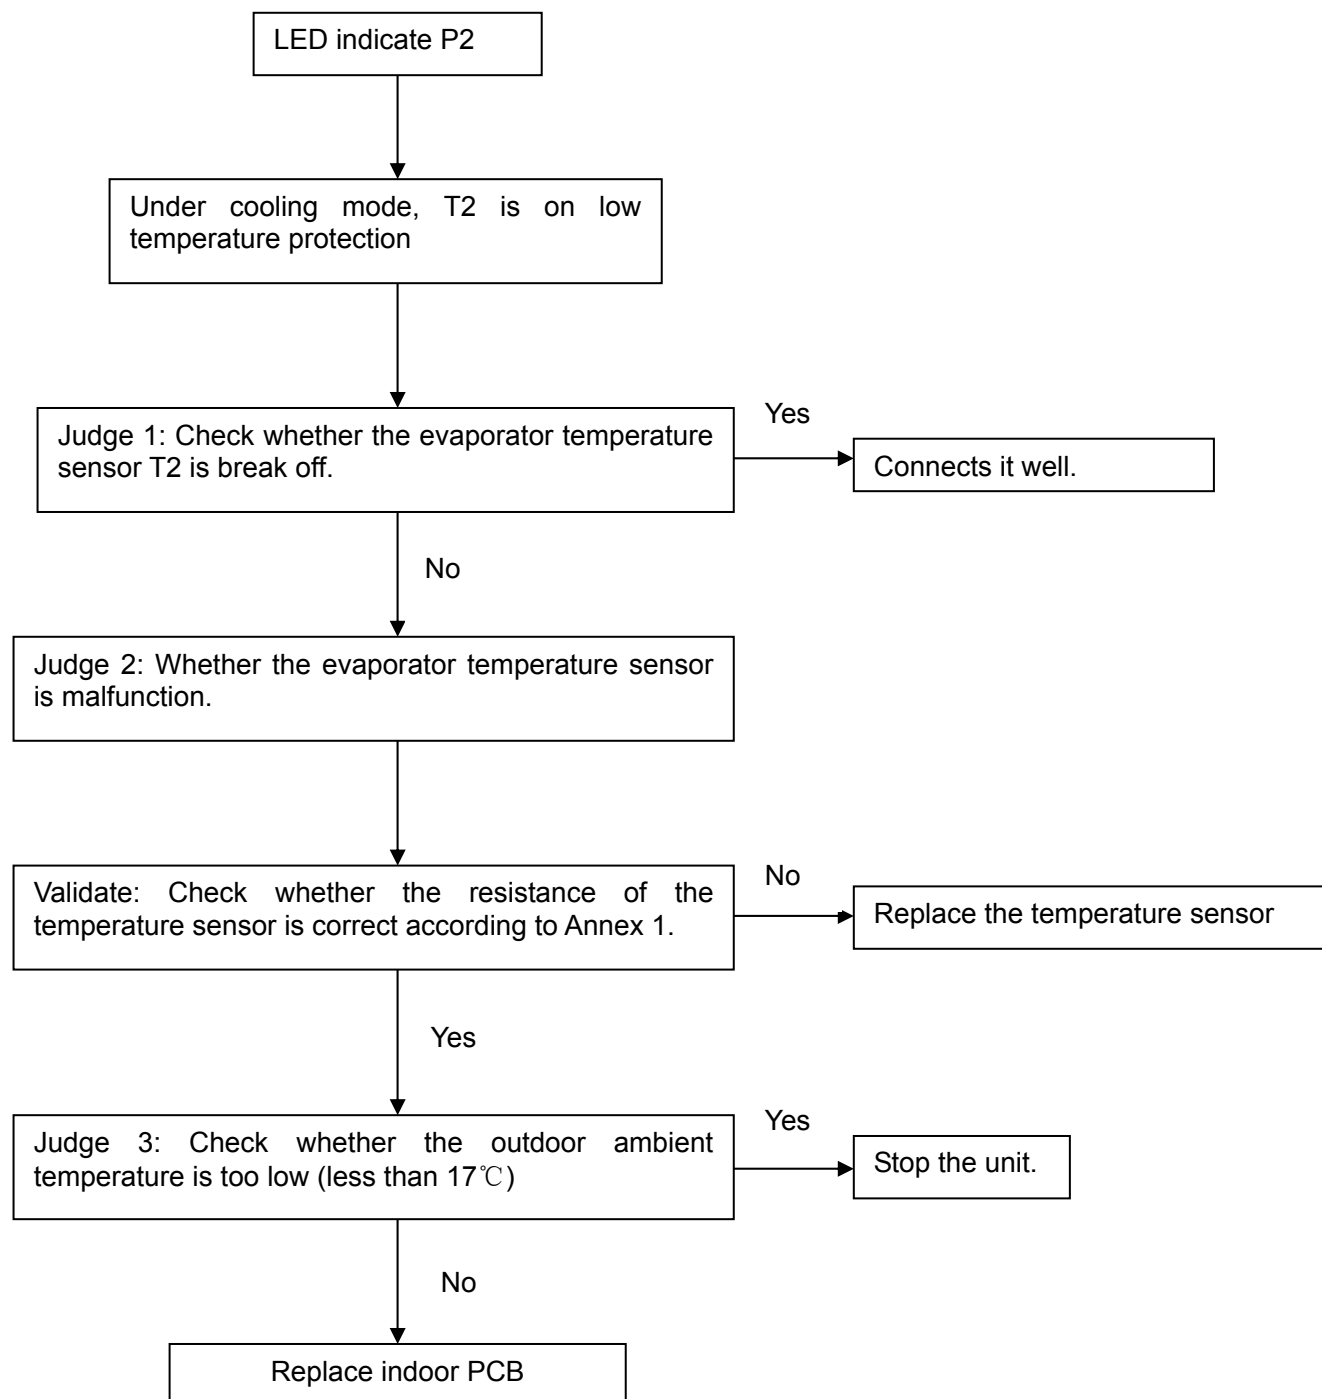 LED indicate P2
Under cooling mode, T2 is on low
temperature protection
Judge 1: Check whether the evaporator temperature
sensor T2 is break off.
Yes
Connects it well.
No
Judge 2: Whether the evaporator temperature sensor
is malfunction.
Validate: Check whether the resistance of the
temperature sensor is correct according to Annex 1.
No
Replace the temperature sensor
Yes
Judge 3: Check whether the outdoor ambient
temperature is too low (less than 17℃)
Yes
Stop the unit.
No
Replace indoor PCB